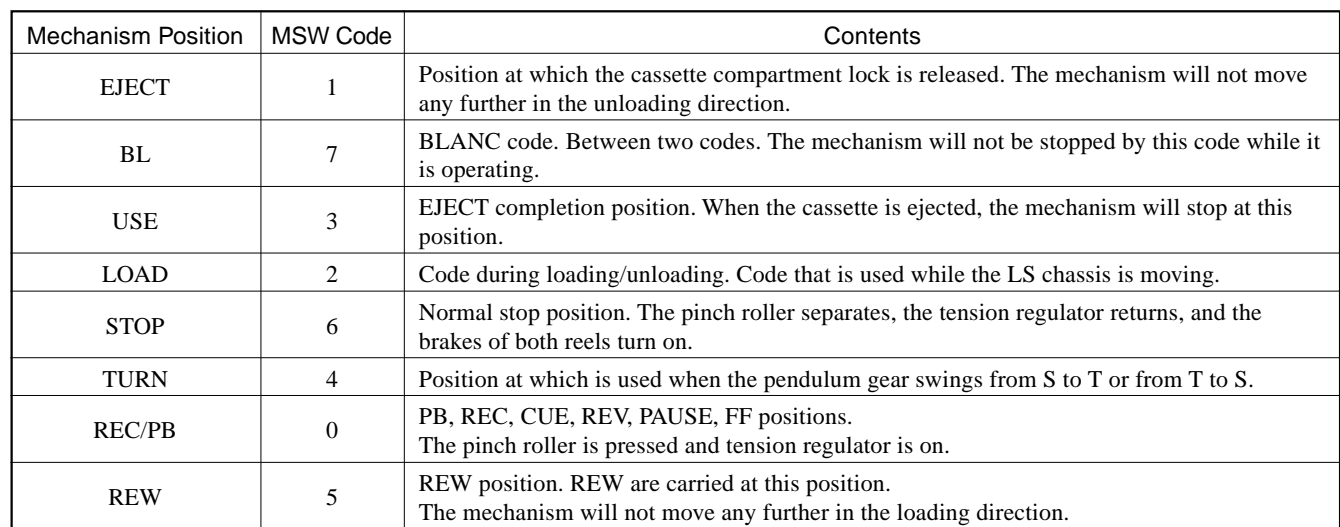 Mechanism Position MSW Code Contents
EJECT 1 Position at which the cassette compartment lock is released. The mechanism will not move
any further in the unloading direction.
BL 7 BLANC code. Between two codes. The mechanism will not be stopped by this code while it
is operating.
USE 3 EJECT completion position. When the cassette is ejected, the mechanism will stop at this
position.
LOAD 2 Code during loading/unloading. Code that is used while the LS chassis is moving.
STOP 6 Normal stop position. The pinch roller separates, the tension regulator returns, and the
brakes of both reels turn on.
TURN 4 Position at which is used when the pendulum gear swings from S to T or from T to S.
REC/PB 0 PB, REC, CUE, REV, PAUSE, FF positions.
The pinch roller is pressed and tension regulator is on.
REW 5 REW position. REW are carried at this position.
The mechanism will not move any further in the loading direction.